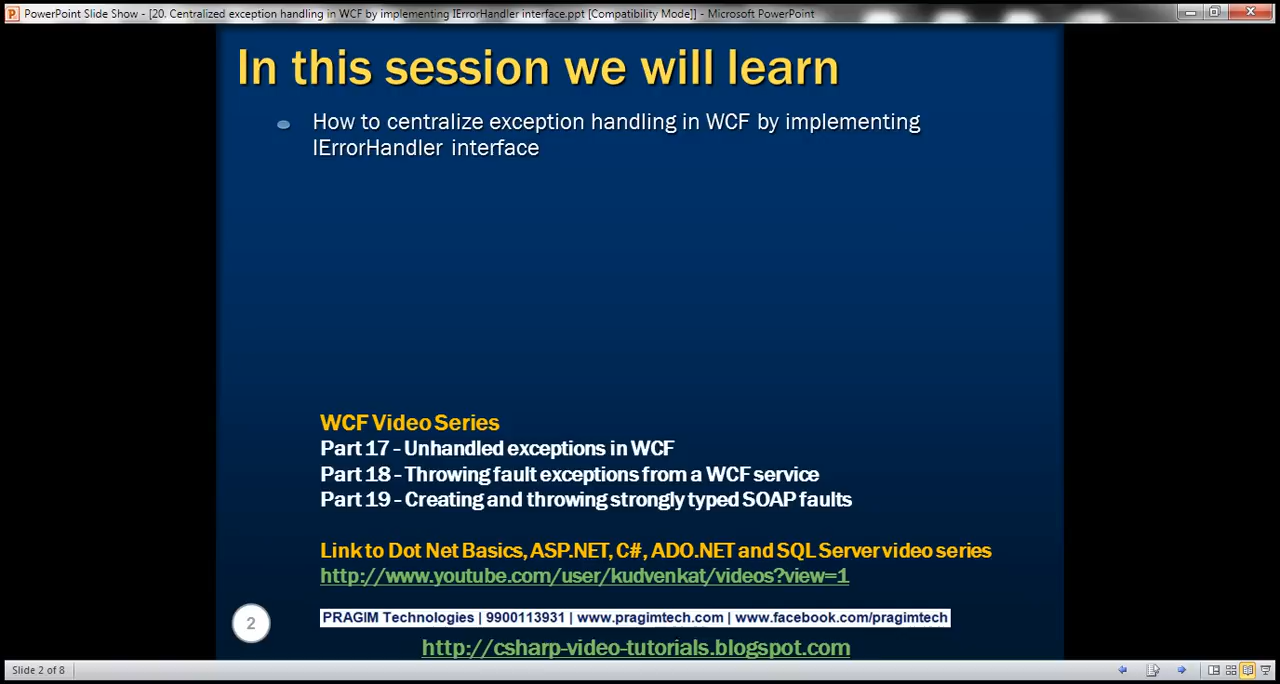 PowerPoint Slide Show - [20. Centralized exception handling in WCF by implementing IErrorHandler interface.ppt [Compatibility Mode]] - Microsoft PowerPoint
In this session we will learn
How to centralize exception handling in WCF by implementing
IErrorHandler interface
WCF Video Series
Part 17 - Unhandled exceptions in WCF
Part 18 - Throwing fault exceptions from a WCF service
Part 19 - Creating and throwing strongly typed SOAP faults
Link to Dot Net Basics, ASP.NET, C#, ADO.NET and SQL Server video series
http://www.youtube.com/user/kudvenkat/videos?view=1
2
PRAGIM Technologies | 9900113931 | www.pragimtech.com | www.facebook.com/pragimtech
http://csharp-video-tutorials.blogspot.com
Slide 2 of 8